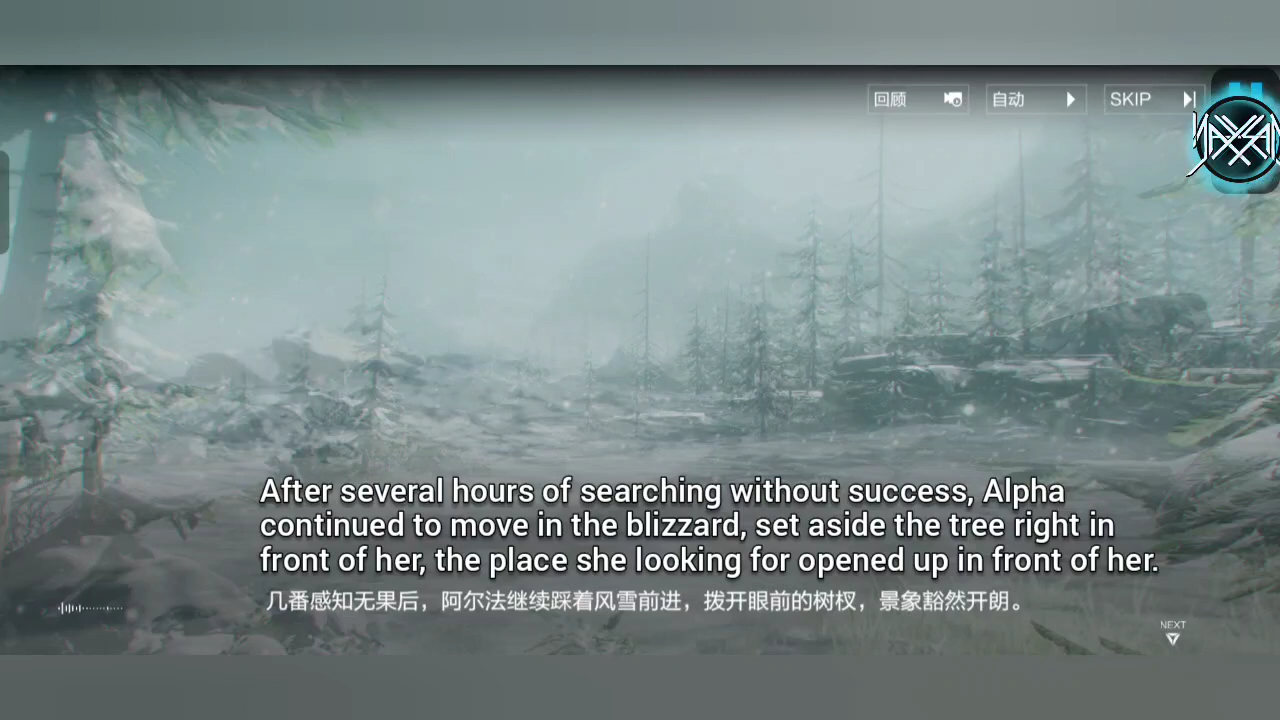 回顾
自动
SKIP
After several hours of searching without success, Alpha
continued to move in the blizzard, set aside the tree right in
front of her, the place she looking for opened up in front of her.
几番感知无果后，阿尔法继续踩着风雪前进，拨开眼前的树杈，景象豁然开朗。
NEXT